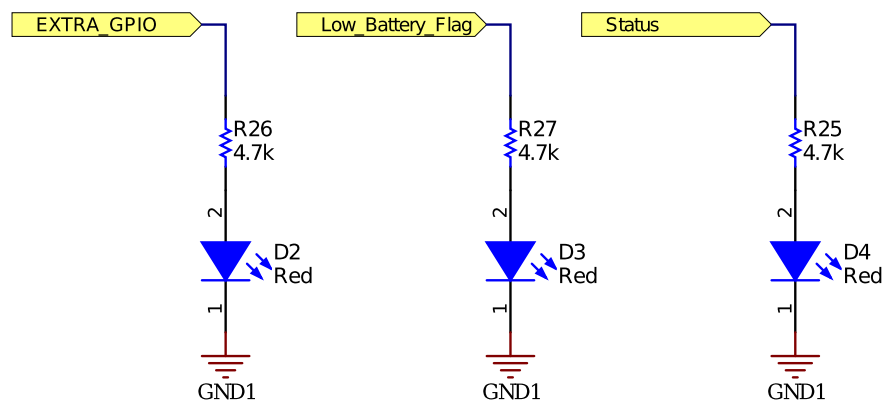 EXTRA_GPIO
Low_Battery_Flag
Status
R26
4.7k
R27
4.7k
R25
4.7k
2
2
2
D2
Red
D3
Red
D4
Red
1
1
1
GND1
GND1
GND1